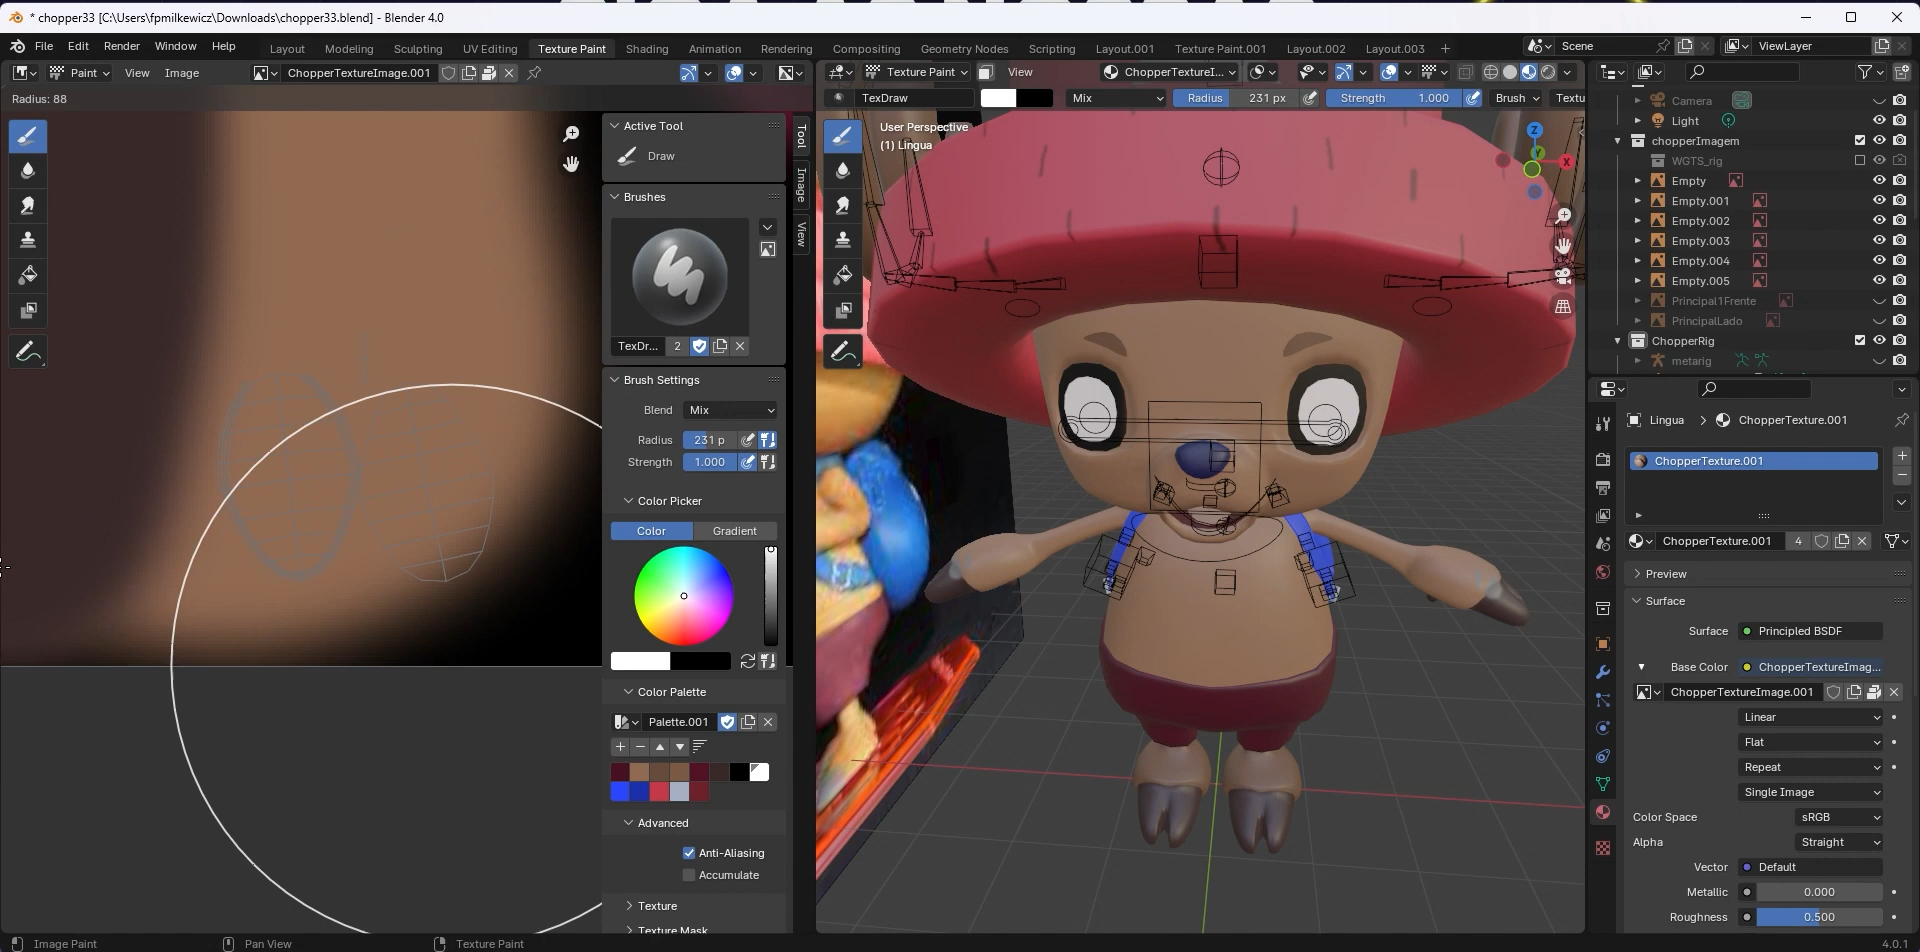 * chopper33 [C:\Users\fpmilkewicz\Downloads\chopper33.blend] - Blender 4.0
File Edit Render Window Help
Layout Modeling Sculpting UV Editing Texture Paint Shading Animation Rendering Compositing Geometry Nodes Scripting Layout.001 Texture Paint.001 Layout.002 Layout.003 +
Scene
ViewLayer
Paint View Image ChopperTextureImage.001
Texture Paint View ChopperTextureI...
Radius: 88
TexDraw Mix Radius 231 px Strength 1.000 Brush Textu
User Perspective
(1) Lingua
Active Tool
Draw
Brushes
TexDr... 2
Brush Settings
Blend Mix
Radius 231 p
Strength 1.000
Color Picker
Color Gradient
Color Palette
Palette.001
Advanced
Anti-Aliasing
Accumulate
Texture
Texture Mask
Tool
Image
View
Z
Y
X
Camera
Light
chopperImagem
WGTS_rig
Empty
Empty.001
Empty.002
Empty.003
Empty.004
Empty.005
Principal1Frente
PrincipalLado
ChopperRig
metarig
Lingua > ChopperTexture.001
ChopperTexture.001
ChopperTexture.001 4
Preview
Surface
Surface Principled BSDF
Base Color ChopperTextureImag...
ChopperTextureImage.001
Linear
Flat
Repeat
Single Image
Color Space sRGB
Alpha Straight
Vector Default
Metallic 0.000
Roughness 0.500
Image Paint Pan View Texture Paint 4.0.1